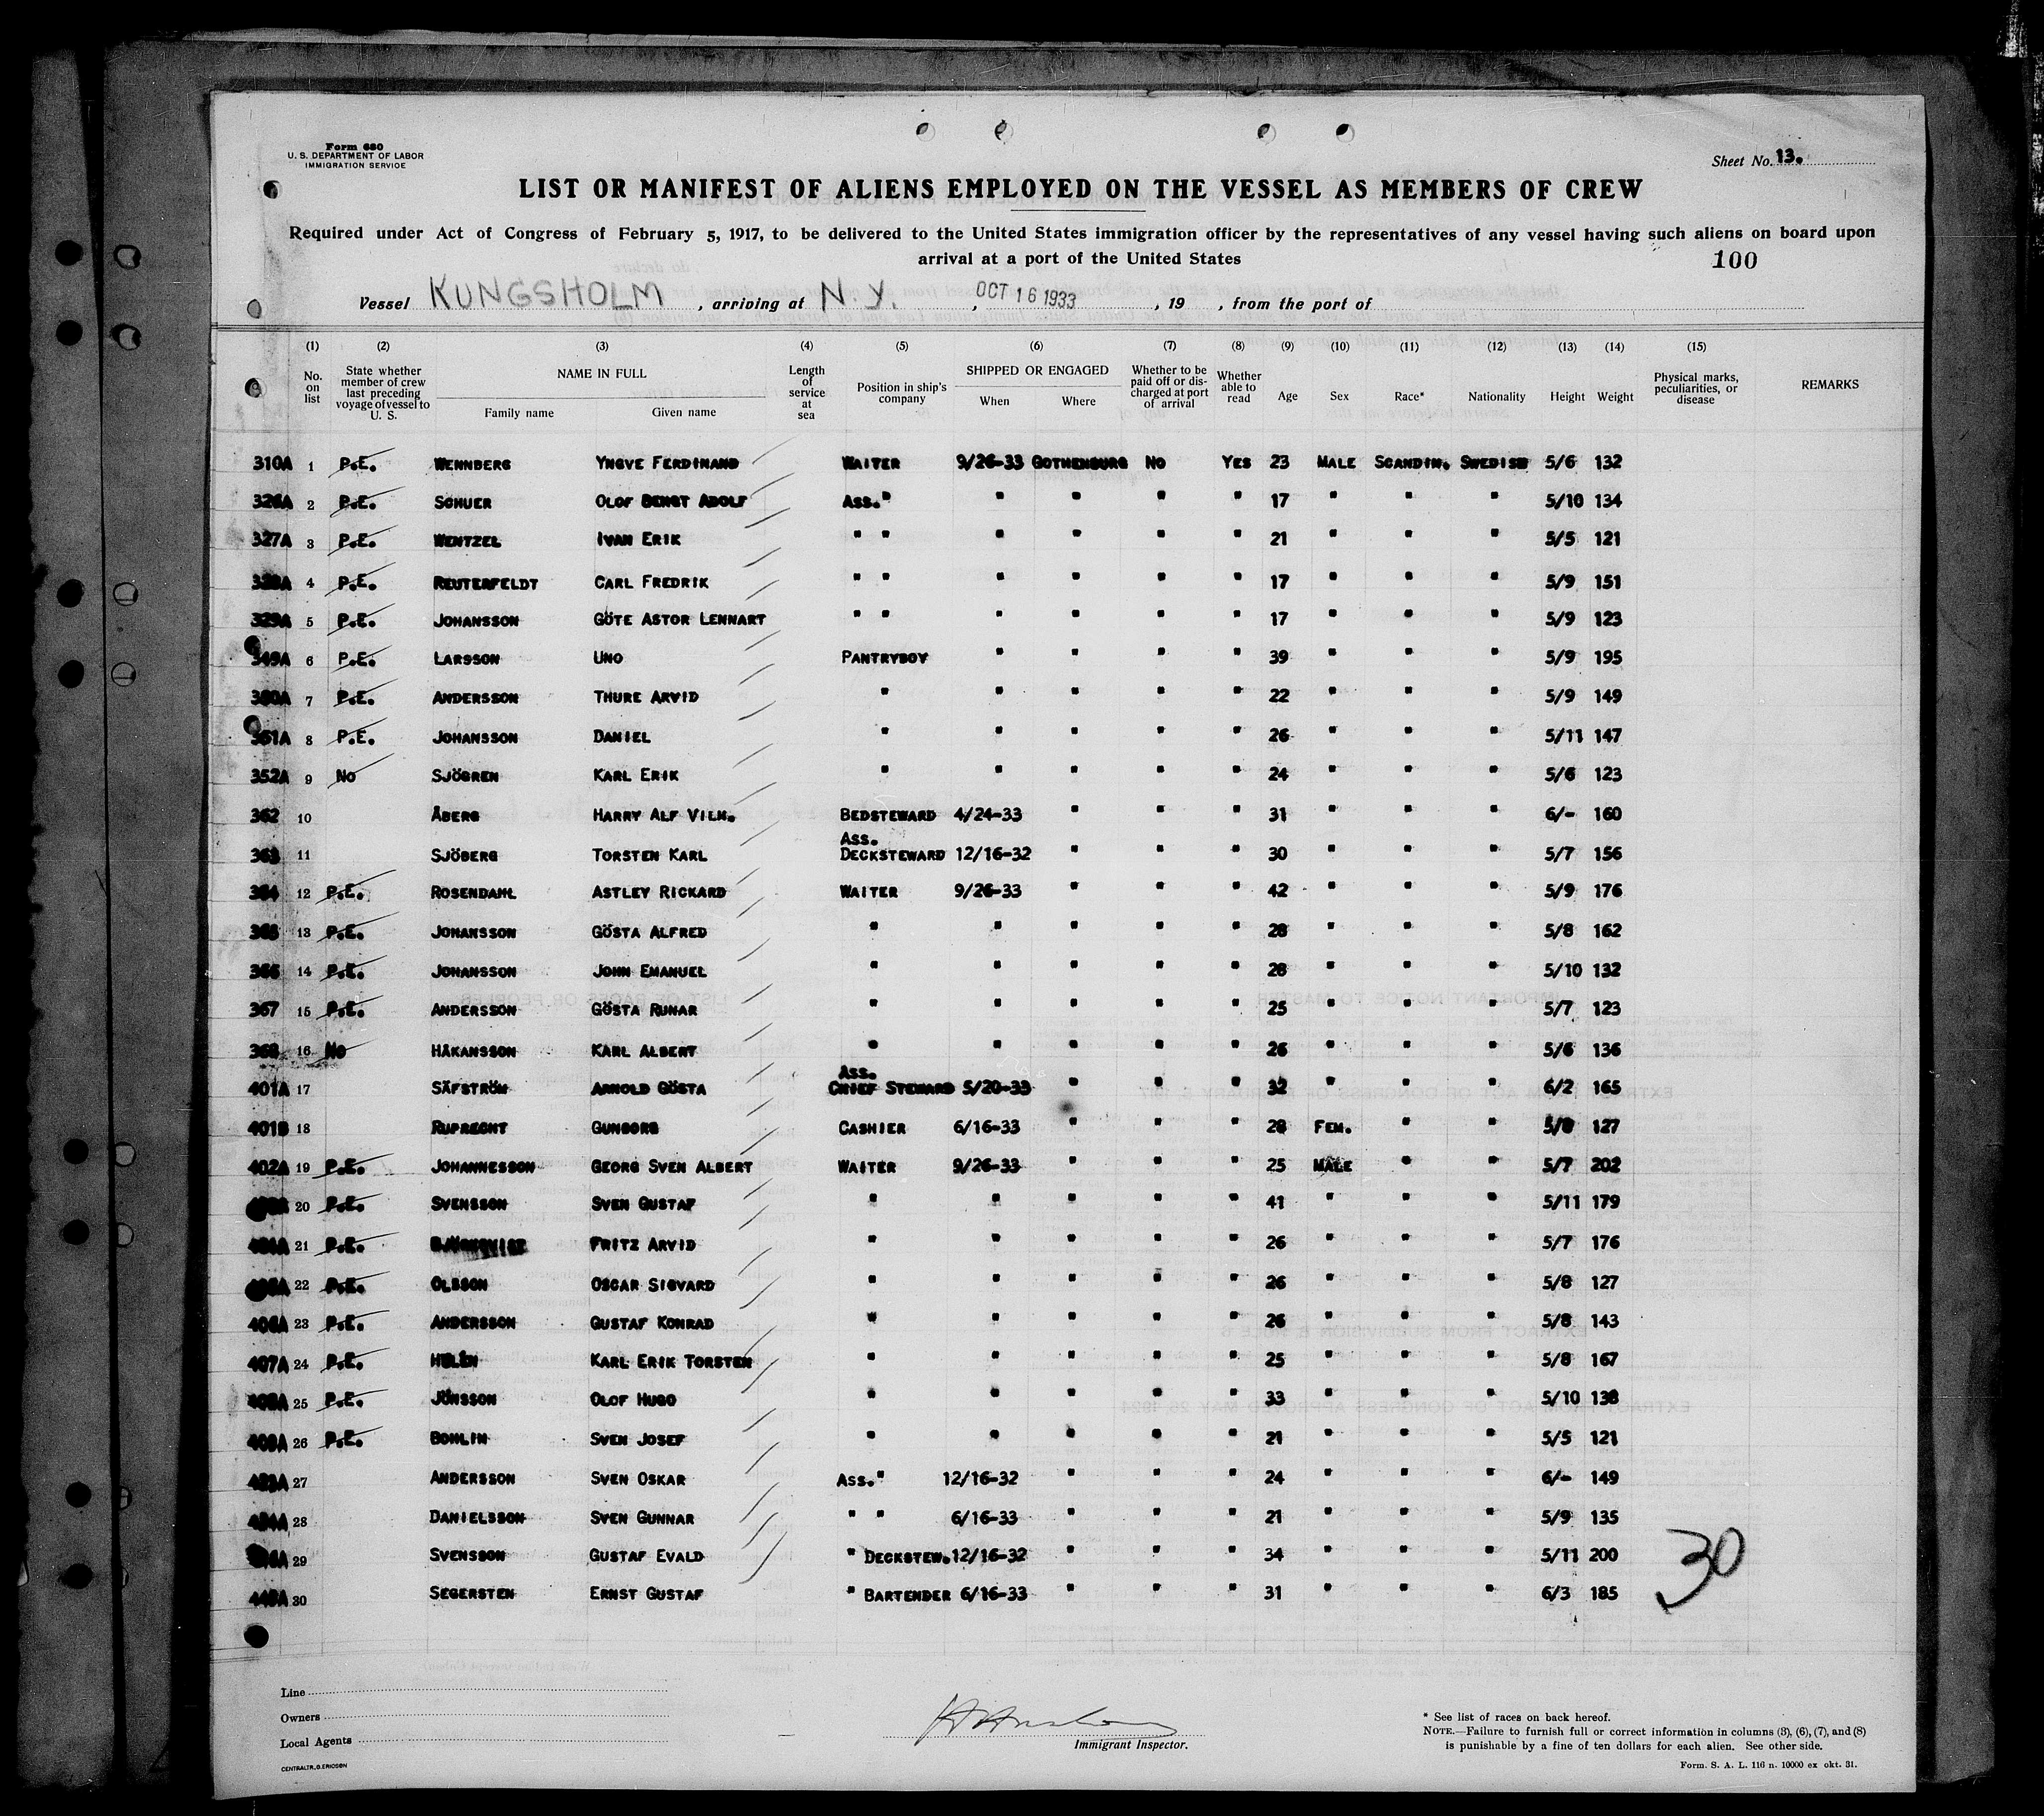 Form 680
U. S. DEPARTMENT OF LABOR
IMMIGRATION SERVICE
Sheet No. 13.
LIST OR MANIFEST OF ALIENS EMPLOYED ON THE VESSEL AS MEMBERS OF CREW
Required under Act of Congress of February 5, 1917, to be delivered to the United States immigration officer by the representatives of any vessel having such aliens on board upon
arrival at a port of the United States
100
Vessel KUNGSHOLM , arriving at N.Y. , OCT 16 1933 , 19 , from the port of
(1) (2) (3) (4) (5) (6) (7) (8) (9) (10) (11) (12) (13) (14) (15)
No. on list State whether member of crew last preceding voyage of vessel to U. S. NAME IN FULL Family name Given name Length of service at sea Position in ship's company SHIPPED OR ENGAGED When Where Whether to be paid off or discharged at port of arrival Whether able to read Age Sex Race* Nationality Height Weight Physical marks, peculiarities, or disease REMARKS
310A 1 P.E. WENNBERG YNGVE FERDINAND WAITER 9/26-33 GOTHENBURG NO YES 23 MALE SCANDIN. SWEDISH 5/6 132
326A 2 P.E. SCHUER OLOF BENGT ADOLF ASS. " " " " " 17 " " " 5/10 134
327A 3 P.E. WENTZEL IVAN ERIK " " " " " " 21 " " " 5/5 121
4 P.E. REUTERFELDT CARL FREDRIK " " " " " " 17 " " " 5/9 151
329A 5 P.E. JOHANSSON GÖTE ASTOR LENNART " " " " " " 17 " " " 5/9 123
349A 6 P.E. LARSSON UNO PANTRYBOY " " " " 39 " " " 5/9 195
7 P.E. ANDERSSON THURE ARVID " " " " " 22 " " " 5/9 149
351A 8 P.E. JOHANSSON DANIEL " " " " " 26 " " " 5/11 147
352A 9 NO SJÖGREN KARL ERIK " " " " " 24 " " " 5/6 123
362 10 ÅBERG HARRY ALF VILH. BEDSTEWARD 4/24-33 " " " 31 " " " 6/- 160
363 11 SJÖBERG TORSTEN KARL ASS. DECKSTEWARD 12/16-32 " " " 30 " " " 5/7 156
364 12 P.E. ROSENDAHL ASTLEY RICKARD WAITER 9/26-33 " " " 42 " " " 5/9 176
365 13 P.E. JOHANSSON GÖSTA ALFRED " " " " " 28 " " " 5/8 162
366 14 P.E. JOHANSSON JOHN EMANUEL " " " " " 28 " " " 5/10 132
367 15 P.E. ANDERSSON GÖSTA RUNAR " " " " " 25 " " " 5/7 123
368 16 NO HÅKANSSON KARL ALBERT " " " " " 26 " " " 5/6 136
401A 17 SÄFSTRÖM ARNOLD GÖSTA ASS. CHIEF STEWARD 5/20-33 " " " 32 " " " 6/2 165
401B 18 RUPRECHT GUNBORG CASHIER 6/16-33 " " " 28 FEM. " " 5/8 127
402A 19 P.E. JOHANNESSON GEORG SVEN ALBERT WAITER 9/26-33 " " " 25 MALE " " 5/7 202
20 P.E. SVENSSON SVEN GUSTAF " " " " " 41 " " " 5/11 179
21 P.E. FRITZ ARVID " " " " " 26 " " " 5/7 176
22 P.E. OLSSON OSCAR SIGVARD " " " " " 26 " " " 5/8 127
406A 23 P.E. ANDERSSON GUSTAF KONRAD " " " " " 26 " " " 5/8 143
407A 24 P.E. KARL ERIK TORSTEN " " " " " 25 " " " 5/8 167
408A 25 P.E. JÖNSSON OLOF HUGO " " " " " 33 " " " 5/10 138
409A 26 P.E. BOHLIN SVEN JOSEF " " " " " 21 " " " 5/5 121
27 ANDERSSON SVEN OSKAR ASS. " 12/16-32 " " " 24 " " " 6/- 149
28 DANIELSSON SVEN GUNNAR " " 6/16-33 " " " 21 " " " 5/9 135
29 SVENSSON GUSTAF EVALD " DECKSTEW. 12/16-32 " " " 34 " " " 5/11 200
30 SEGERSTEN ERNST GUSTAF " BARTENDER 6/16-33 " " " 31 " " " 6/3 185
30
Line
Owners
Local Agents
Immigrant Inspector.
* See list of races on back hereof.
NOTE.—Failure to furnish full or correct information in columns (3), (6), (7), and (8)
is punishable by a fine of ten dollars for each alien. See other side.
CENTRALTR., G. ERICSON
Form. S. A. L. 116 n. 10000 ex okt. 31.